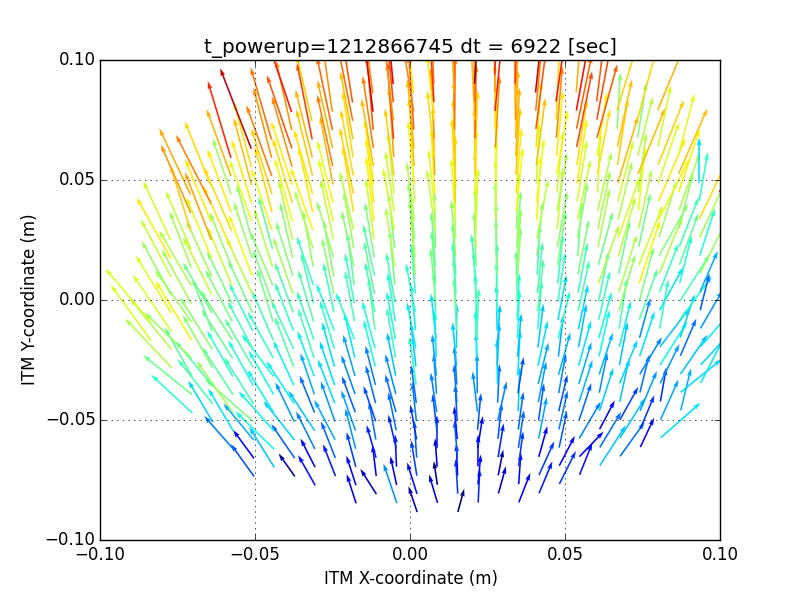 t_powerup=1212866745 dt = 6922 [sec]
0.10
0.05
0.00
−0.05
−0.10
ITM Y-coordinate (m)
−0.10 −0.05 0.00 0.05 0.10
ITM X-coordinate (m)